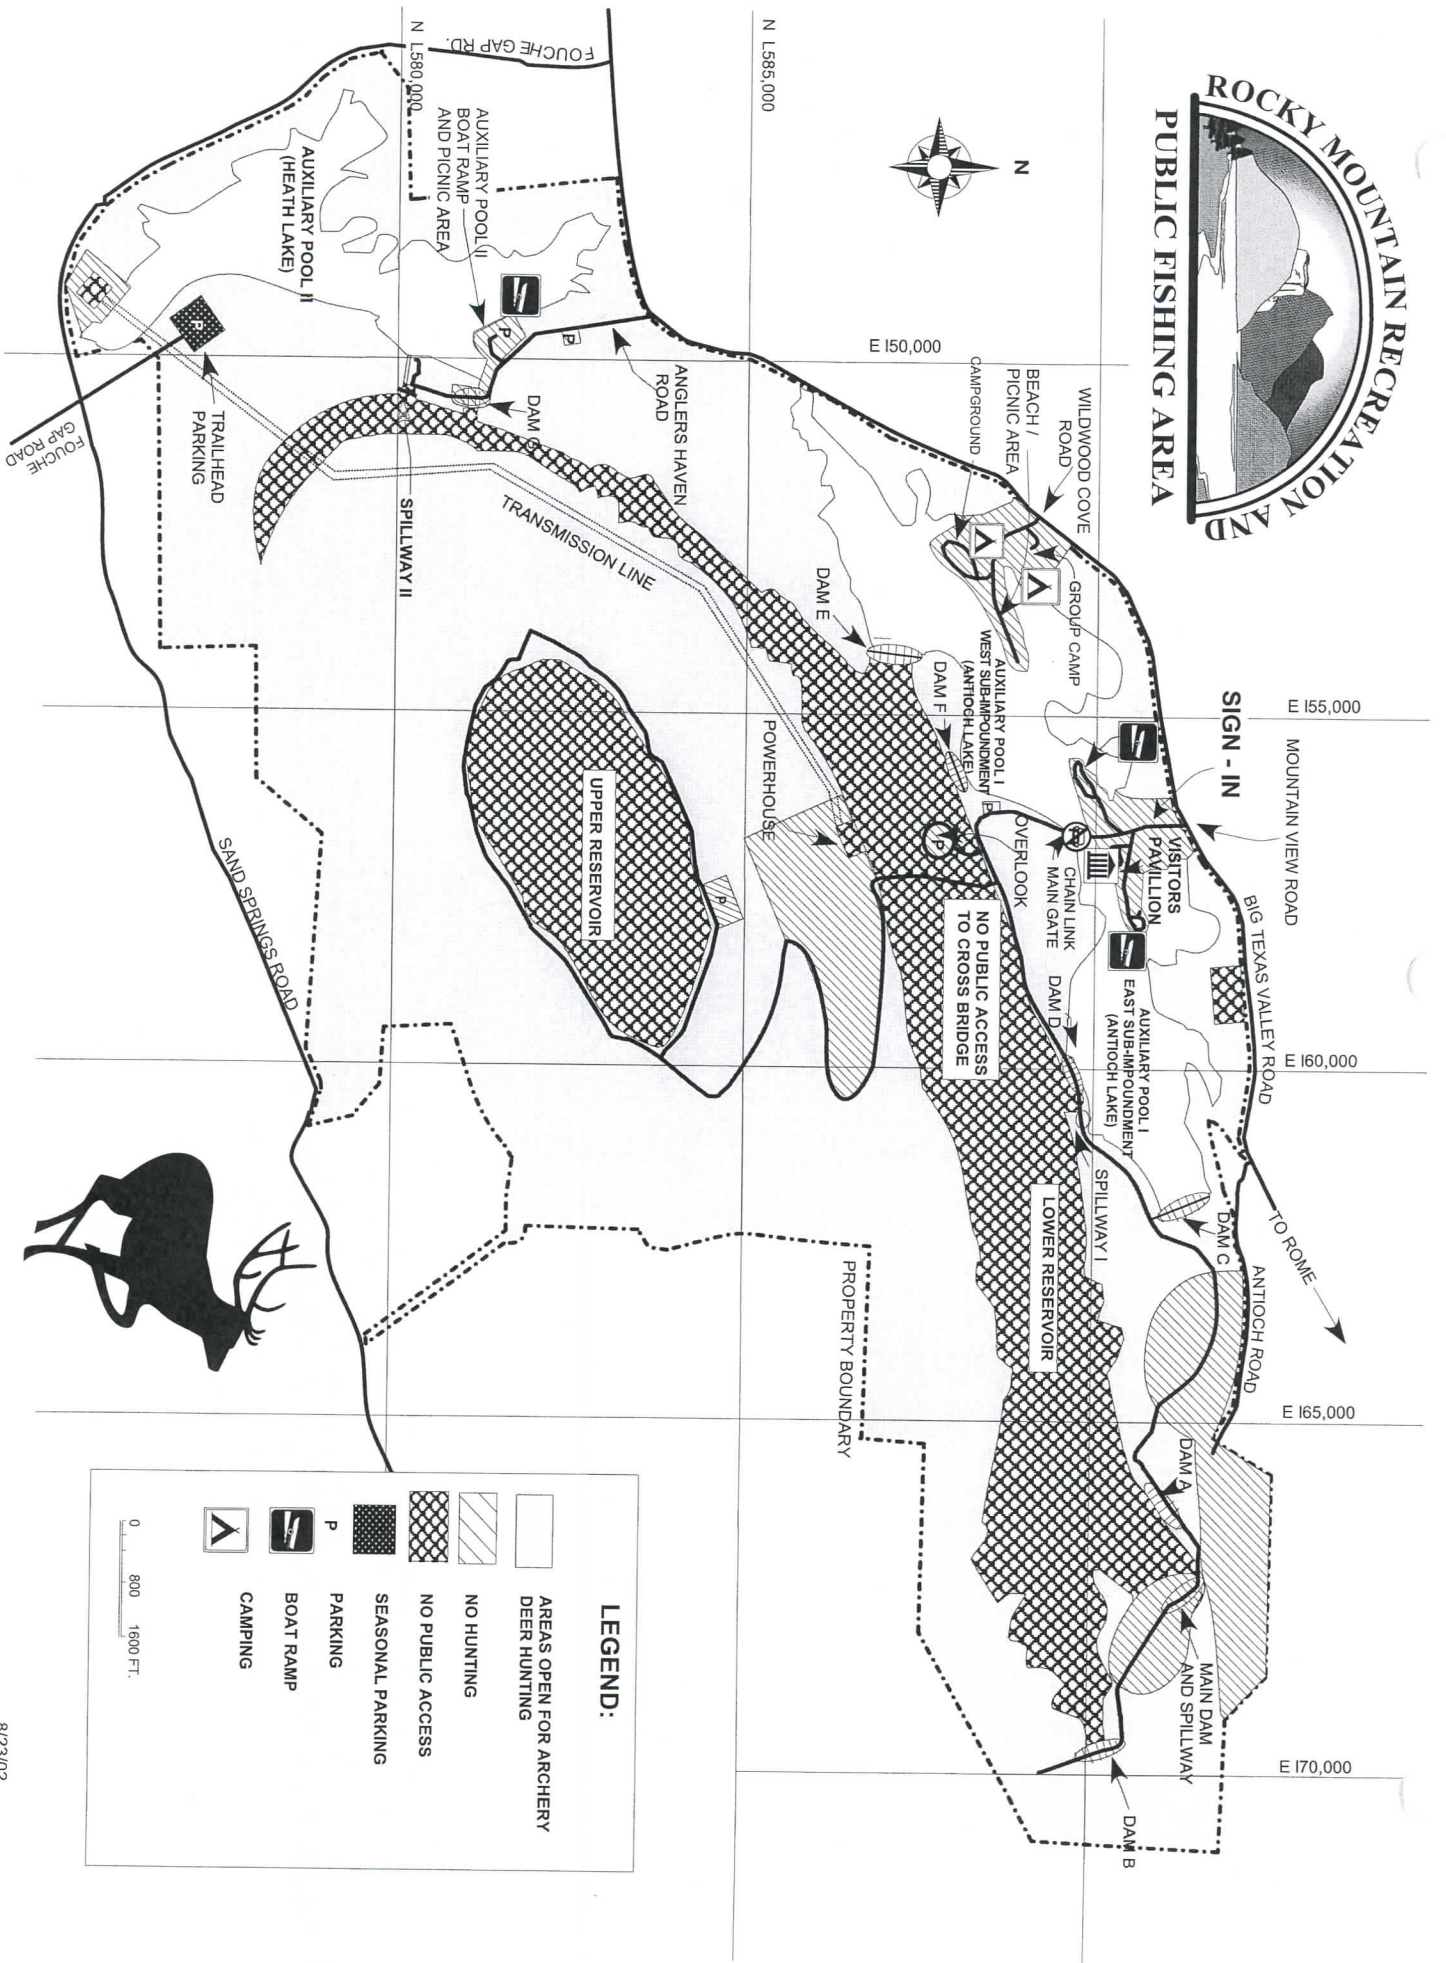 ROCKY MOUNTAIN RECREATION AND
PUBLIC FISHING AREA
N
N L585,000
N L580,000
E I50,000
E I55,000
E I60,000
E I65,000
E I70,000
FOUCHE GAP RD.
AUXILIARY POOL II
BOAT RAMP
AND PICNIC AREA
AUXILIARY POOL II
(HEATH LAKE)
P
P
P
TRAILHEAD
PARKING
FOUCHE
GAP ROAD
ANGLERS HAVEN
ROAD
DAM G
SPILLWAY II
TRANSMISSION LINE
WILDWOOD COVE
ROAD
BEACH /
PICNIC AREA
CAMPGROUND
GROUP CAMP
DAM E
AUXILIARY POOL I
WEST SUB-IMPOUNDMENT
(ANTIOCH LAKE)
DAM F
SIGN - IN
MOUNTAIN VIEW ROAD
VISITORS
PAVILLION
P
OVERLOOK
P
CHAIN LINK
MAIN GATE
POWERHOUSE
P
UPPER RESERVOIR
NO PUBLIC ACCESS
TO CROSS BRIDGE
DAM D
AUXILIARY POOL I
EAST SUB-IMPOUNDMENT
(ANTIOCH LAKE)
BIG TEXAS VALLEY ROAD
SPILLWAY I
DAM C
TO ROME
ANTIOCH ROAD
LOWER RESERVOIR
SAND SPRINGS ROAD
PROPERTY BOUNDARY
DAM A
MAIN DAM
AND SPILLWAY
DAM B
LEGEND:
AREAS OPEN FOR ARCHERY
DEER HUNTING
NO HUNTING
NO PUBLIC ACCESS
SEASONAL PARKING
P PARKING
BOAT RAMP
CAMPING
0 800 1600 FT.
8/23/02